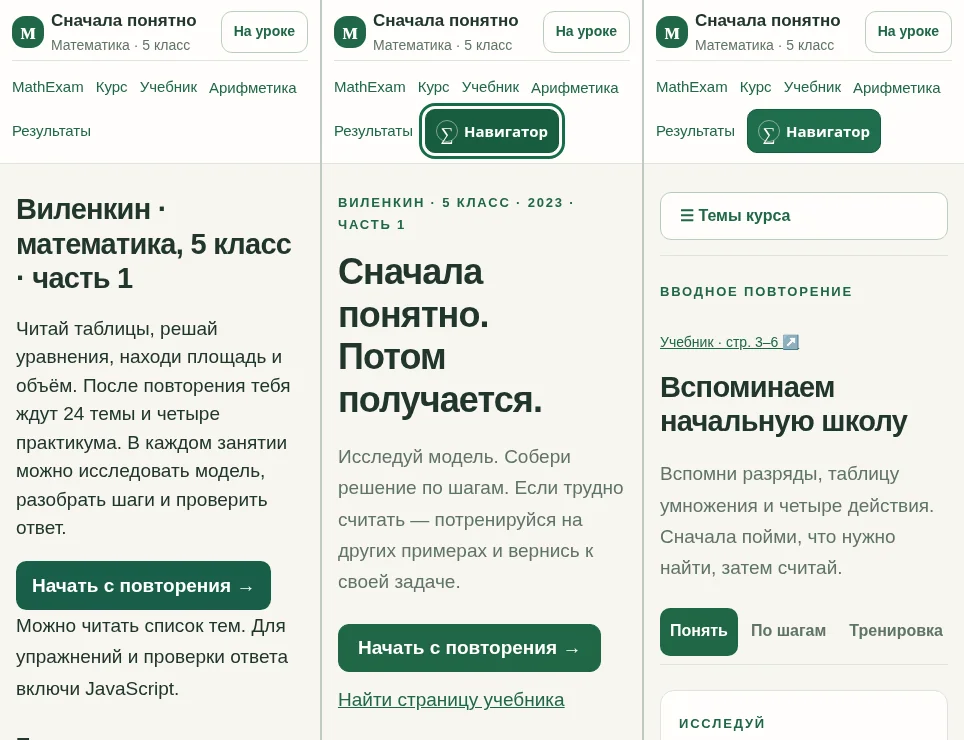 M Сначала понятно
Математика · 5 класс
На уроке
MathExam Курс Учебник Арифметика
Результаты
Виленкин ·
математика, 5 класс
· часть 1
Читай таблицы, решай
уравнения, находи площадь и
объём. После повторения тебя
ждут 24 темы и четыре
практикума. В каждом занятии
можно исследовать модель,
разобрать шаги и проверить
ответ.
Начать с повторения →
Можно читать список тем. Для
упражнений и проверки ответа
включи JavaScript.
M Сначала понятно
Математика · 5 класс
На уроке
MathExam Курс Учебник Арифметика
Результаты ∑ Навигатор
ВИЛЕНКИН · 5 КЛАСС · 2023 ·
ЧАСТЬ 1
Сначала
понятно.
Потом
получается.
Исследуй модель. Собери
решение по шагам. Если трудно
считать — потренируйся на
других примерах и вернись к
своей задаче.
Начать с повторения →
Найти страницу учебника
M Сначала понятно
Математика · 5 класс
На уроке
MathExam Курс Учебник Арифметика
Результаты ∑ Навигатор
☰ Темы курса
ВВОДНОЕ ПОВТОРЕНИЕ
Учебник · стр. 3–6 ↗
Вспоминаем
начальную школу
Вспомни разряды, таблицу
умножения и четыре действия.
Сначала пойми, что нужно
найти, затем считай.
Понять По шагам Тренировка
ИССЛЕДУЙ